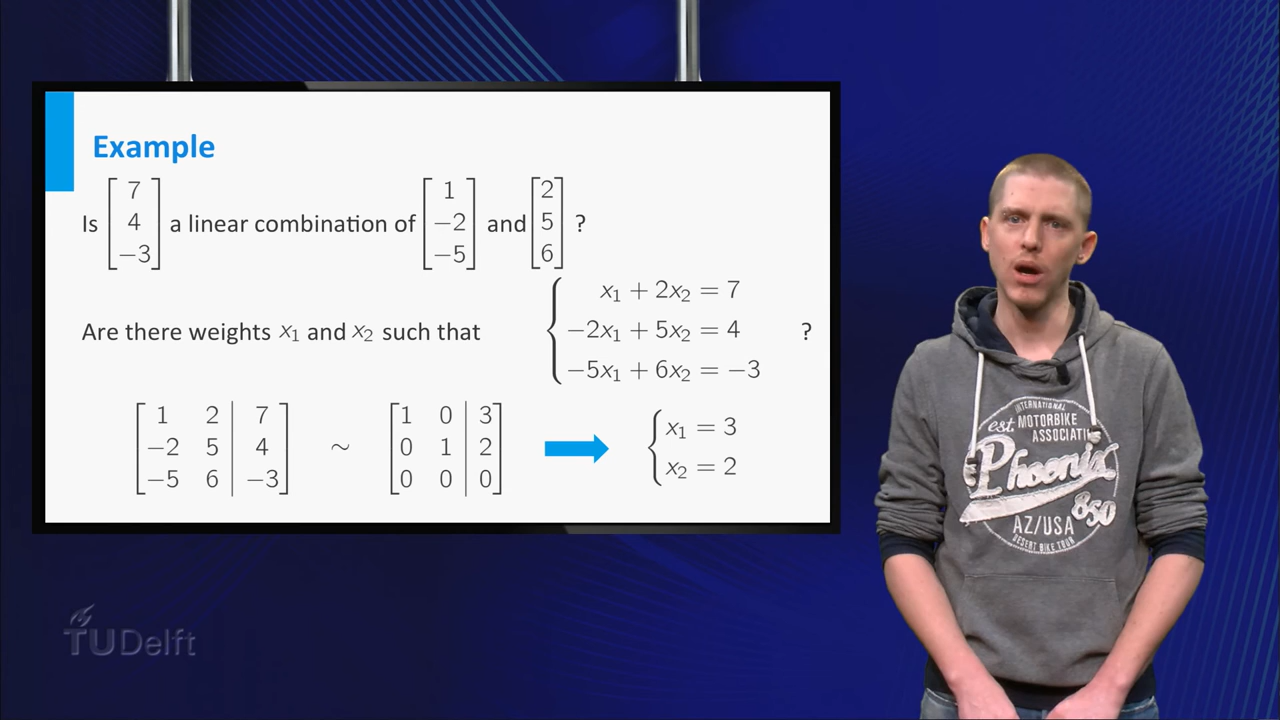 Example
Is [7 4 −3] a linear combination of [1 −2 −5] and [2 5 6] ?
Are there weights x₁ and x₂ such that { x₁ + 2x₂ = 7 ?
−2x₁ + 5x₂ = 4
−5x₁ + 6x₂ = −3
[1 2 | 7 ~ [1 0 | 3 { x₁ = 3
−2 5 | 4 0 1 | 2 x₂ = 2
−5 6 | −3] 0 0 | 0]
INTERNATIONAL
est. MOTORBIKE
ASSOCIATION
Phoenix
850
AZ/USA
DESERT BIKE TOUR
TUDelft